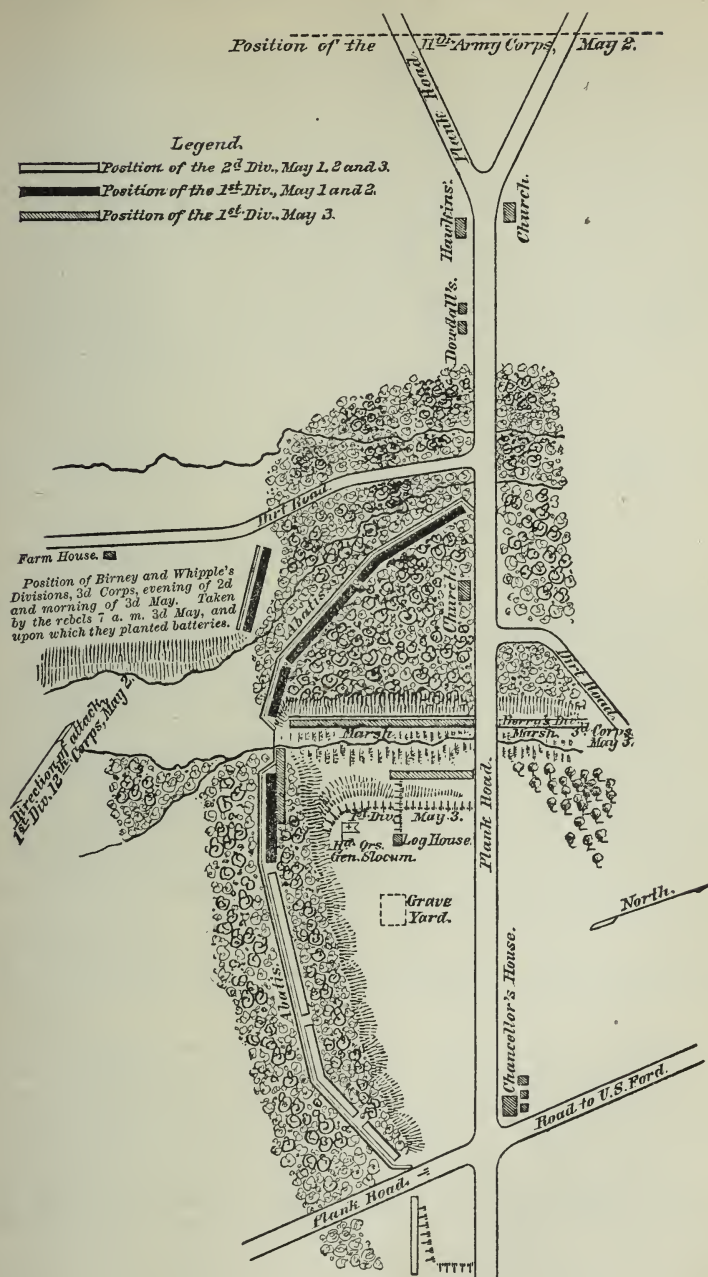 Position of the 11th Army Corps, May 2.
Plank Road.
Legend.
Position of the 2d Div., May 1, 2 and 3.
Position of the 1st Div., May 1 and 2.
Position of the 1st Div., May 3.
Hawkins'.
Church.
Dowdall's.
Dirt Road
Farm House.
Position of Birney and Whipple's
Divisions, 3d Corps, evening of 2d
and morning of 3d May. Taken
by the rebels 7 a. m. 3d May, and
upon which they planted batteries.
Abatis.
Church.
Dirt Road.
Direction of attack,
1st Div. 12th Corps, May 2.
Marsh.
Berry's Div.
Marsh.
3d Corps
May 3.
1st Div. May 3.
Hd. Qrs.
Gen. Slocum.
Log House.
Plank Road.
Grave
Yard.
North.
Abatis.
Chancellor's House.
Road to U.S. Ford.
Plank Road.